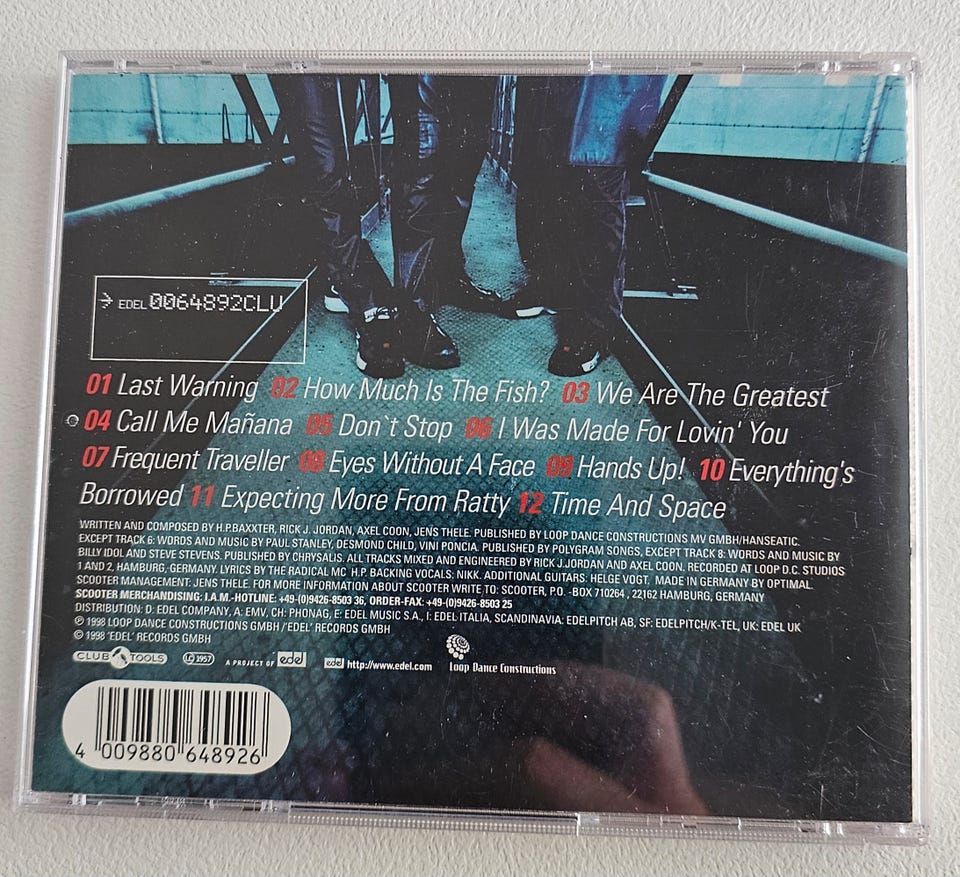 → EDEL 0064892CLU
01 Last Warning 02 How Much Is The Fish? 03 We Are The Greatest
04 Call Me Mañana 05 Don`t Stop 06 I Was Made For Lovin' You
07 Frequent Traveller 08 Eyes Without A Face 09 Hands Up! 10 Everything's
Borrowed 11 Expecting More From Ratty 12 Time And Space
WRITTEN AND COMPOSED BY H.P.BAXXTER, RICK J. JORDAN, AXEL COON, JENS THELE. PUBLISHED BY LOOP DANCE CONSTRUCTIONS MV GMBH/HANSEATIC.
EXCEPT TRACK 6: WORDS AND MUSIC BY PAUL STANLEY, DESMOND CHILD, VINI PONCIA. PUBLISHED BY POLYGRAM SONGS, EXCEPT TRACK 8: WORDS AND MUSIC BY
BILLY IDOL AND STEVE STEVENS. PUBLISHED BY CHRYSALIS. ALL TRACKS MIXED AND ENGINEERED BY RICK J.JORDAN AND AXEL COON. RECORDED AT LOOP D.C. STUDIOS
1 AND 2, HAMBURG, GERMANY. LYRICS BY THE RADICAL MC H.P. BACKING VOCALS: NIKK. ADDITIONAL GUITARS: HELGE VOGT. MADE IN GERMANY BY OPTIMAL.
SCOOTER MANAGEMENT: JENS THELE. FOR MORE INFORMATION ABOUT SCOOTER WRITE TO: SCOOTER, P.O. -BOX 710264 , 22162 HAMBURG, GERMANY
SCOOTER MERCHANDISING: I.A.M.-HOTLINE: +49-(0)9426-8503 36, ORDER-FAX: +49-(0)9426-8503 25
DISTRIBUTION: D: EDEL COMPANY, A: EMV, CH: PHONAG, E: EDEL MUSIC S.A., I: EDEL ITALIA, SCANDINAVIA: EDELPITCH AB, SF: EDELPITCH/K-TEL, UK: EDEL UK
℗ 1998 LOOP DANCE CONSTRUCTIONS GMBH /'EDEL' RECORDS GMBH
© 1998 'EDEL' RECORDS GMBH
CLUB TOOLS LC 1957 A PROJECT OF edel edel http://www.edel.com Loop Dance Constructions
4 009880 648926